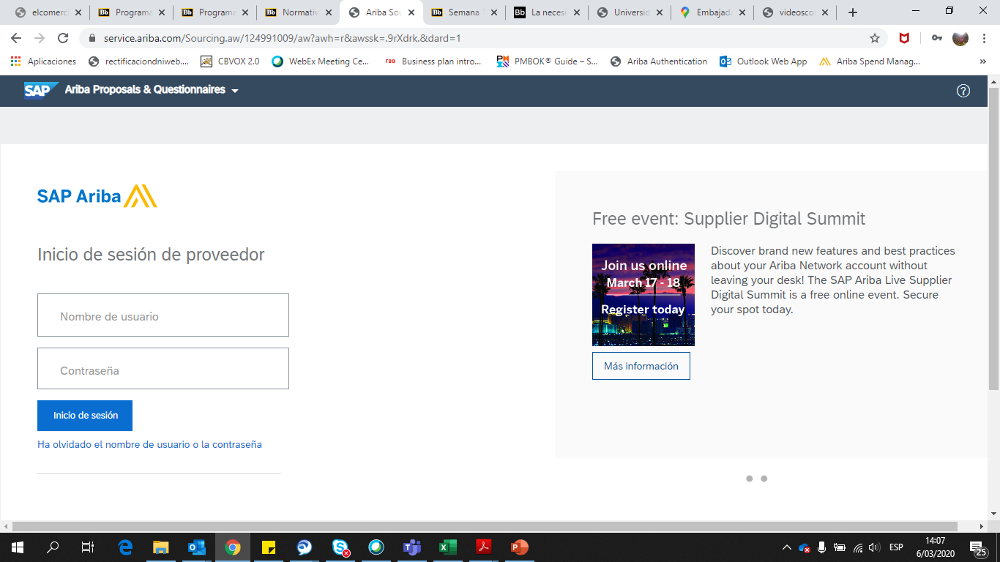 elcomerc
Programa
Programa
Normativ
Ariba Sou
Semana 1
La necesi
Universid
Embajada
videosco
service.ariba.com/Sourcing.aw/124991009/aw?awh=r&awssk=.9rXdrk.&dard=1
Aplicaciones
rectificaciondniweb....
CBVOX 2.0
WebEx Meeting Ce...
FBB
Business plan intro...
PMBOK® Guide – S...
Ariba Authentication
Outlook Web App
Ariba Spend Manag...
SAP Ariba Proposals & Questionnaires
SAP Ariba
Inicio de sesión de proveedor
Nombre de usuario
Contraseña
Inicio de sesión
Ha olvidado el nombre de usuario o la contraseña
Free event: Supplier Digital Summit
Join us online
March 17 - 18
Register today
Discover brand new features and best practices
about your Ariba Network account without
leaving your desk! The SAP Ariba Live Supplier
Digital Summit is a free online event. Secure
your spot today.
Más información
ESP
14:07
6/03/2020
25